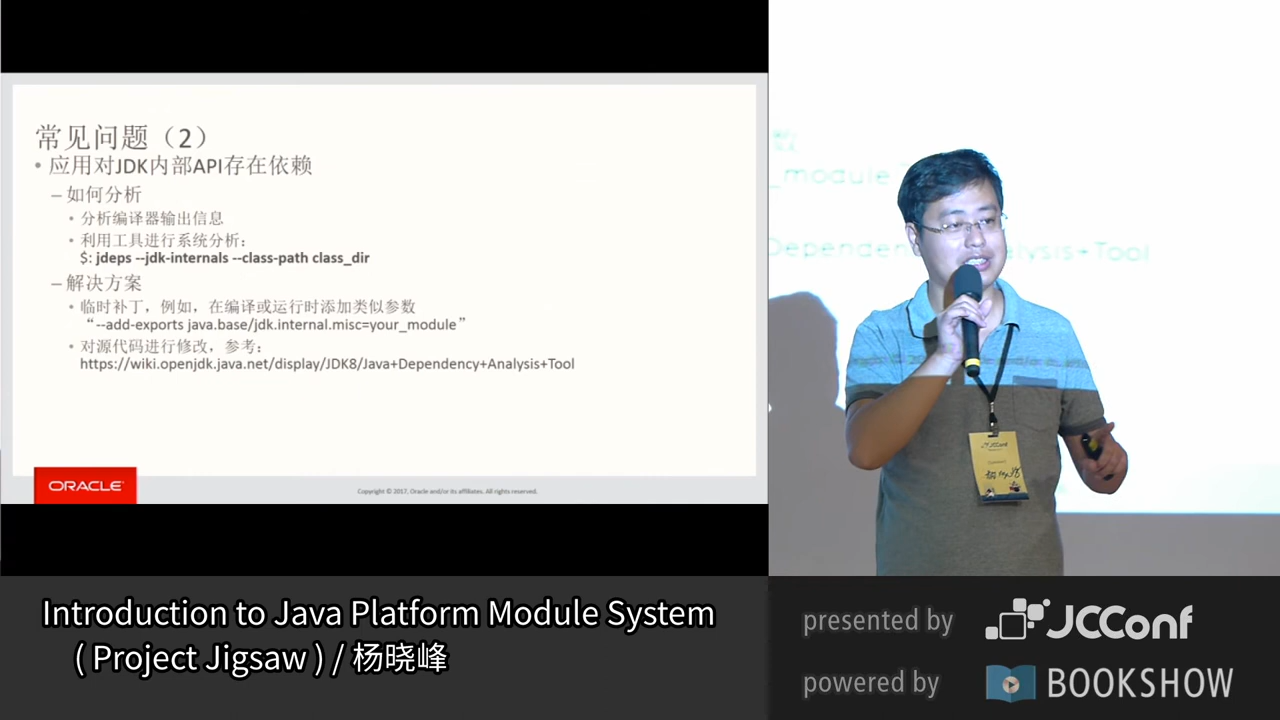 常见问题（2）
• 应用对JDK内部API存在依赖
– 如何分析
• 分析编译器输出信息
• 利用工具进行系统分析：
$: jdeps --jdk-internals --class-path class_dir
– 解决方案
• 临时补丁，例如，在编译或运行时添加类似参数
“--add-exports java.base/jdk.internal.misc=your_module”
• 对源代码进行修改，参考：
https://wiki.openjdk.java.net/display/JDK8/Java+Dependency+Analysis+Tool
ORACLE
Copyright © 2017, Oracle and/or its affiliates. All rights reserved.
_module
Dependen
alysis+Tool
JCConf
Introduction to Java Platform Module System
( Project Jigsaw ) / 杨晓峰
presented by
JCConf
powered by
BOOKSHOW